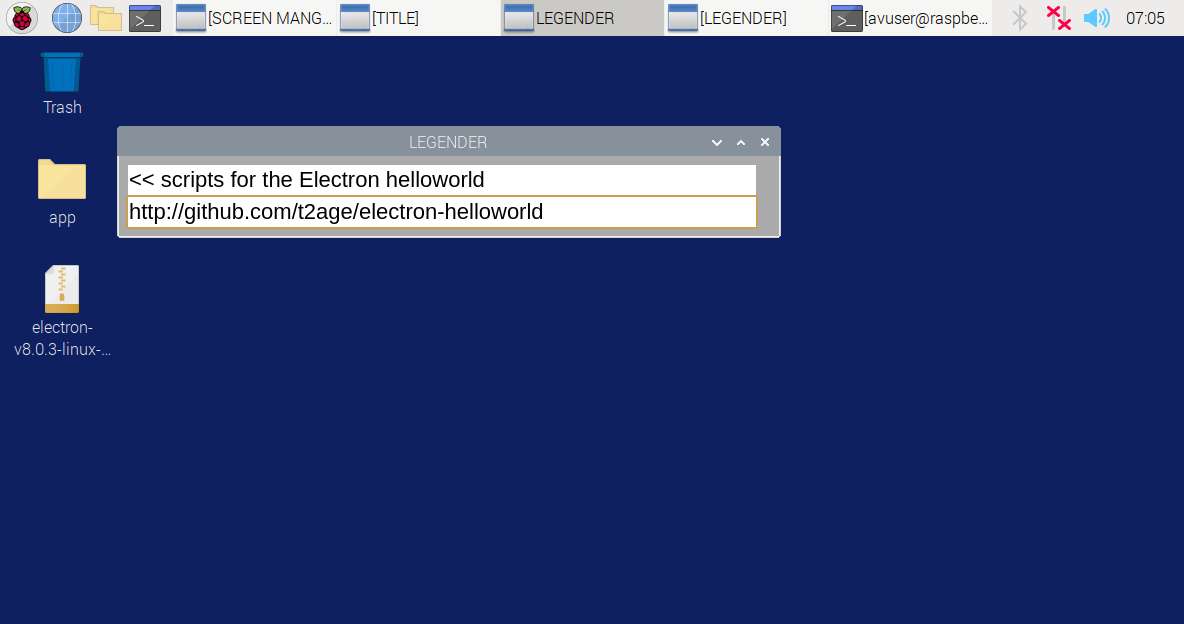 [SCREEN MANG...
[TITLE]
LEGENDER
[LEGENDER]
[avuser@raspbe...
07:05
Trash
LEGENDER
<< scripts for the Electron helloworld
http://github.com/t2age/electron-helloworld
app
electron-
v8.0.3-linux-...